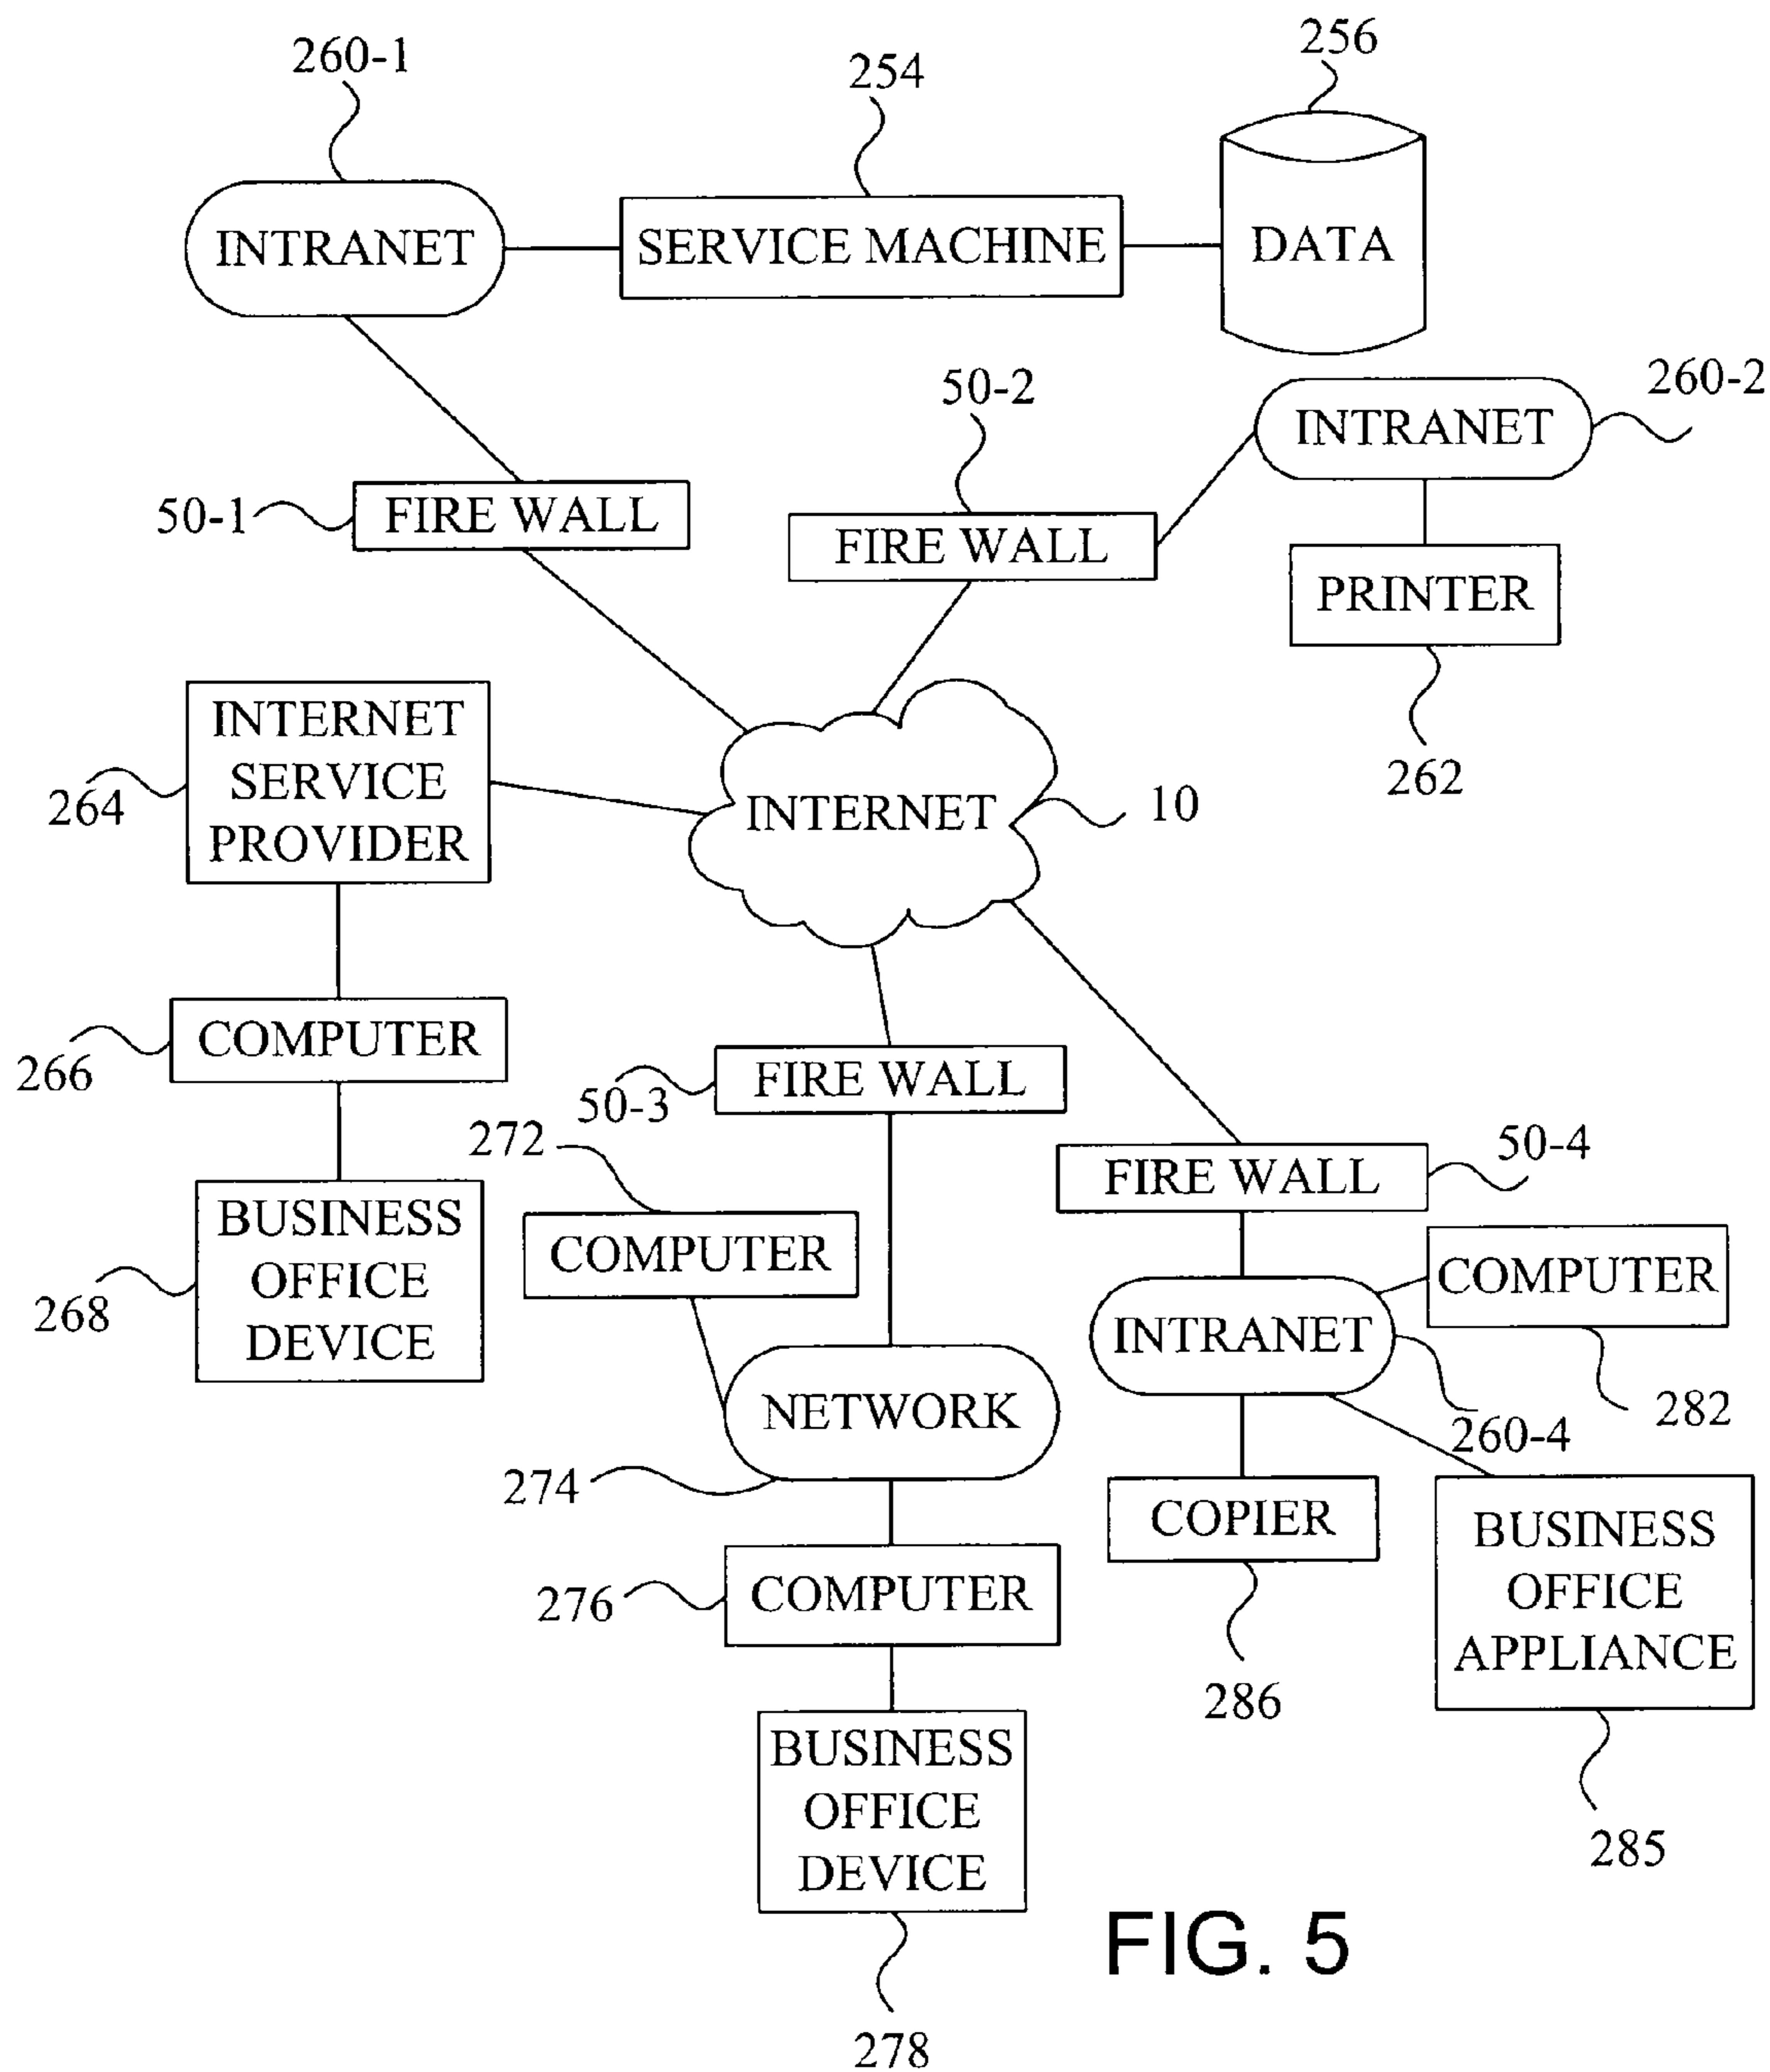 260-1
254
256
INTRANET
SERVICE MACHINE
DATA
50-2
260-2
INTRANET
50-1
FIRE WALL
FIRE WALL
PRINTER
262
INTERNET
SERVICE
PROVIDER
264
INTERNET
10
COMPUTER
266
FIRE WALL
50-3
272
50-4
FIRE WALL
BUSINESS
OFFICE
DEVICE
268
COMPUTER
COMPUTER
INTRANET
282
260-4
NETWORK
274
COPIER
BUSINESS
OFFICE
APPLIANCE
276
COMPUTER
286
285
BUSINESS
OFFICE
DEVICE
278
FIG. 5